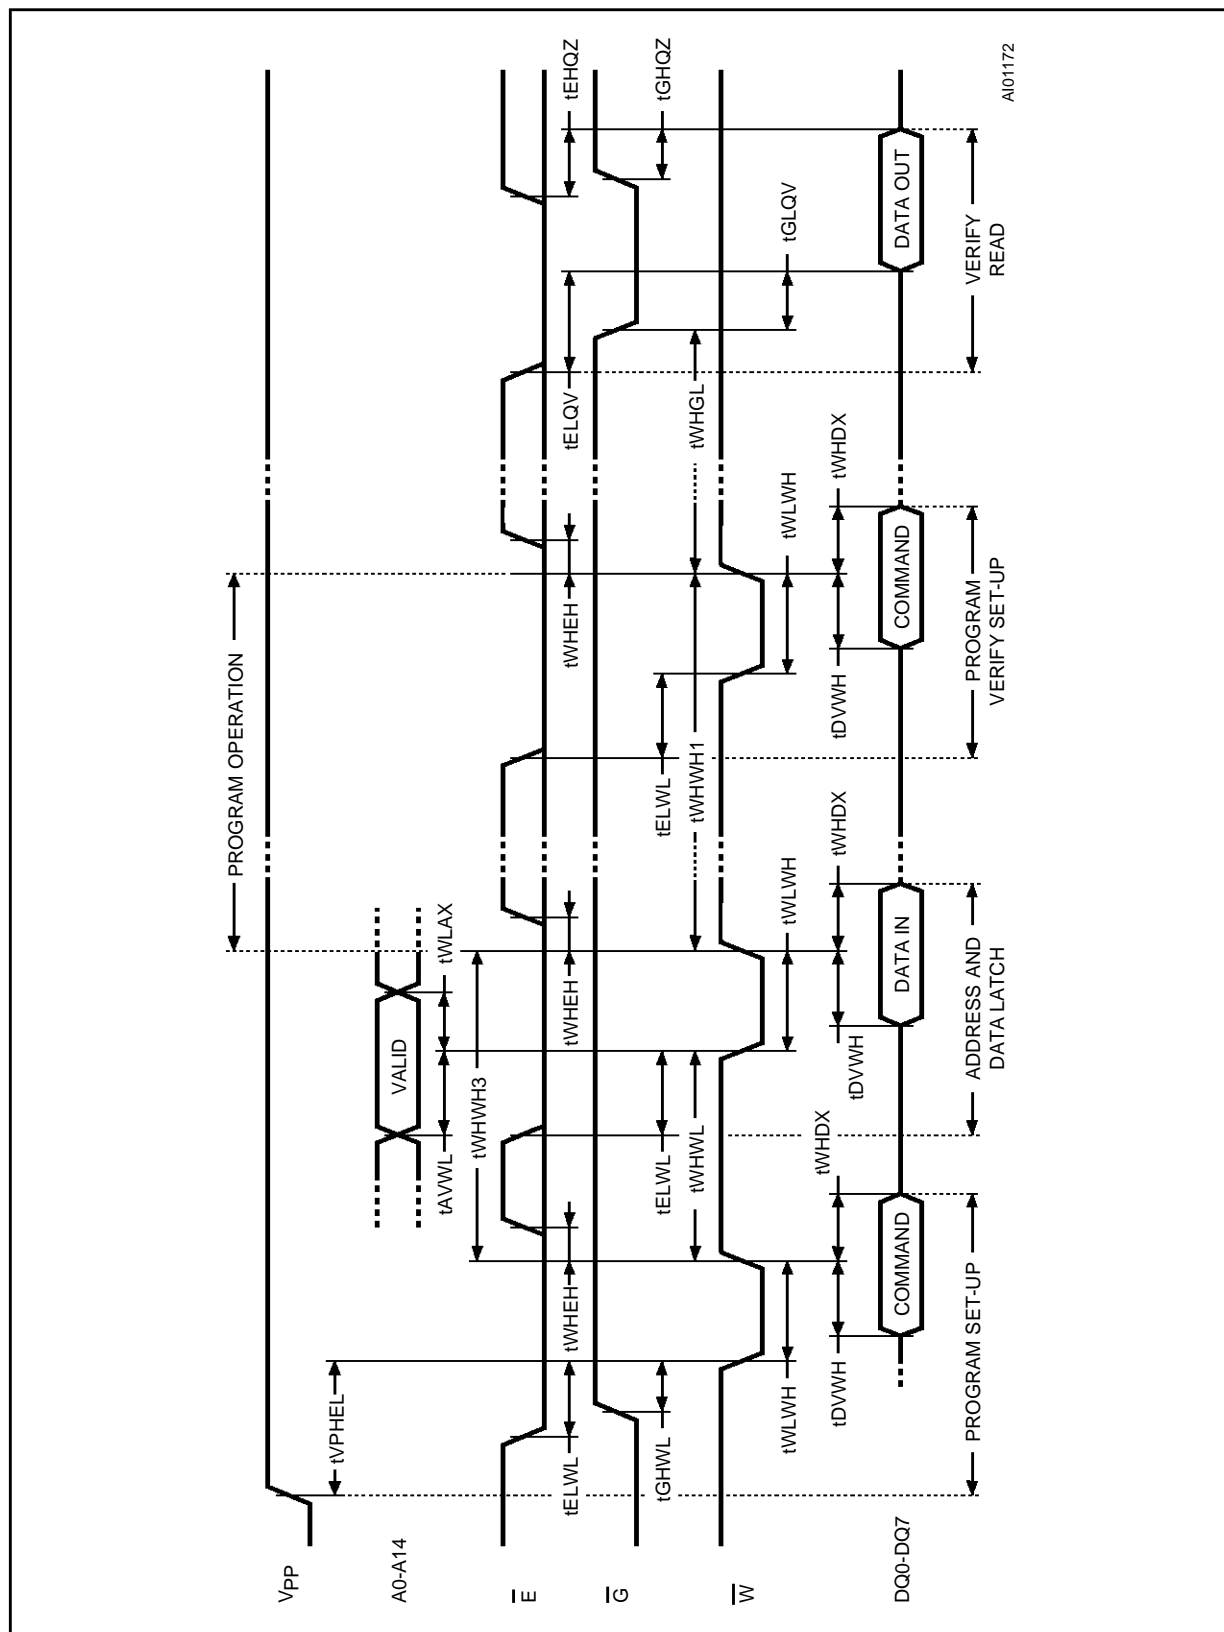 VPP
tVPHEL
PROGRAM OPERATION
A0-A14
VALID
tAVWL
tWLAX
tWHWH3
E
tELWL
tWHEH
tWHEH
tWHEH
tELQV
tEHQZ
G
tGHWL
tELWL
tELWL
tGHQZ
tWHWL
tWHWH1
tWHGL
W
tWLWH
tWLWH
tWLWH
tGLQV
tDVWH
tWHDX
tDVWH
tWHDX
tDVWH
tWHDX
DQ0-DQ7
COMMAND
DATA IN
COMMAND
DATA OUT
PROGRAM SET-UP
ADDRESS AND
DATA LATCH
PROGRAM
VERIFY SET-UP
VERIFY
READ
AI01172